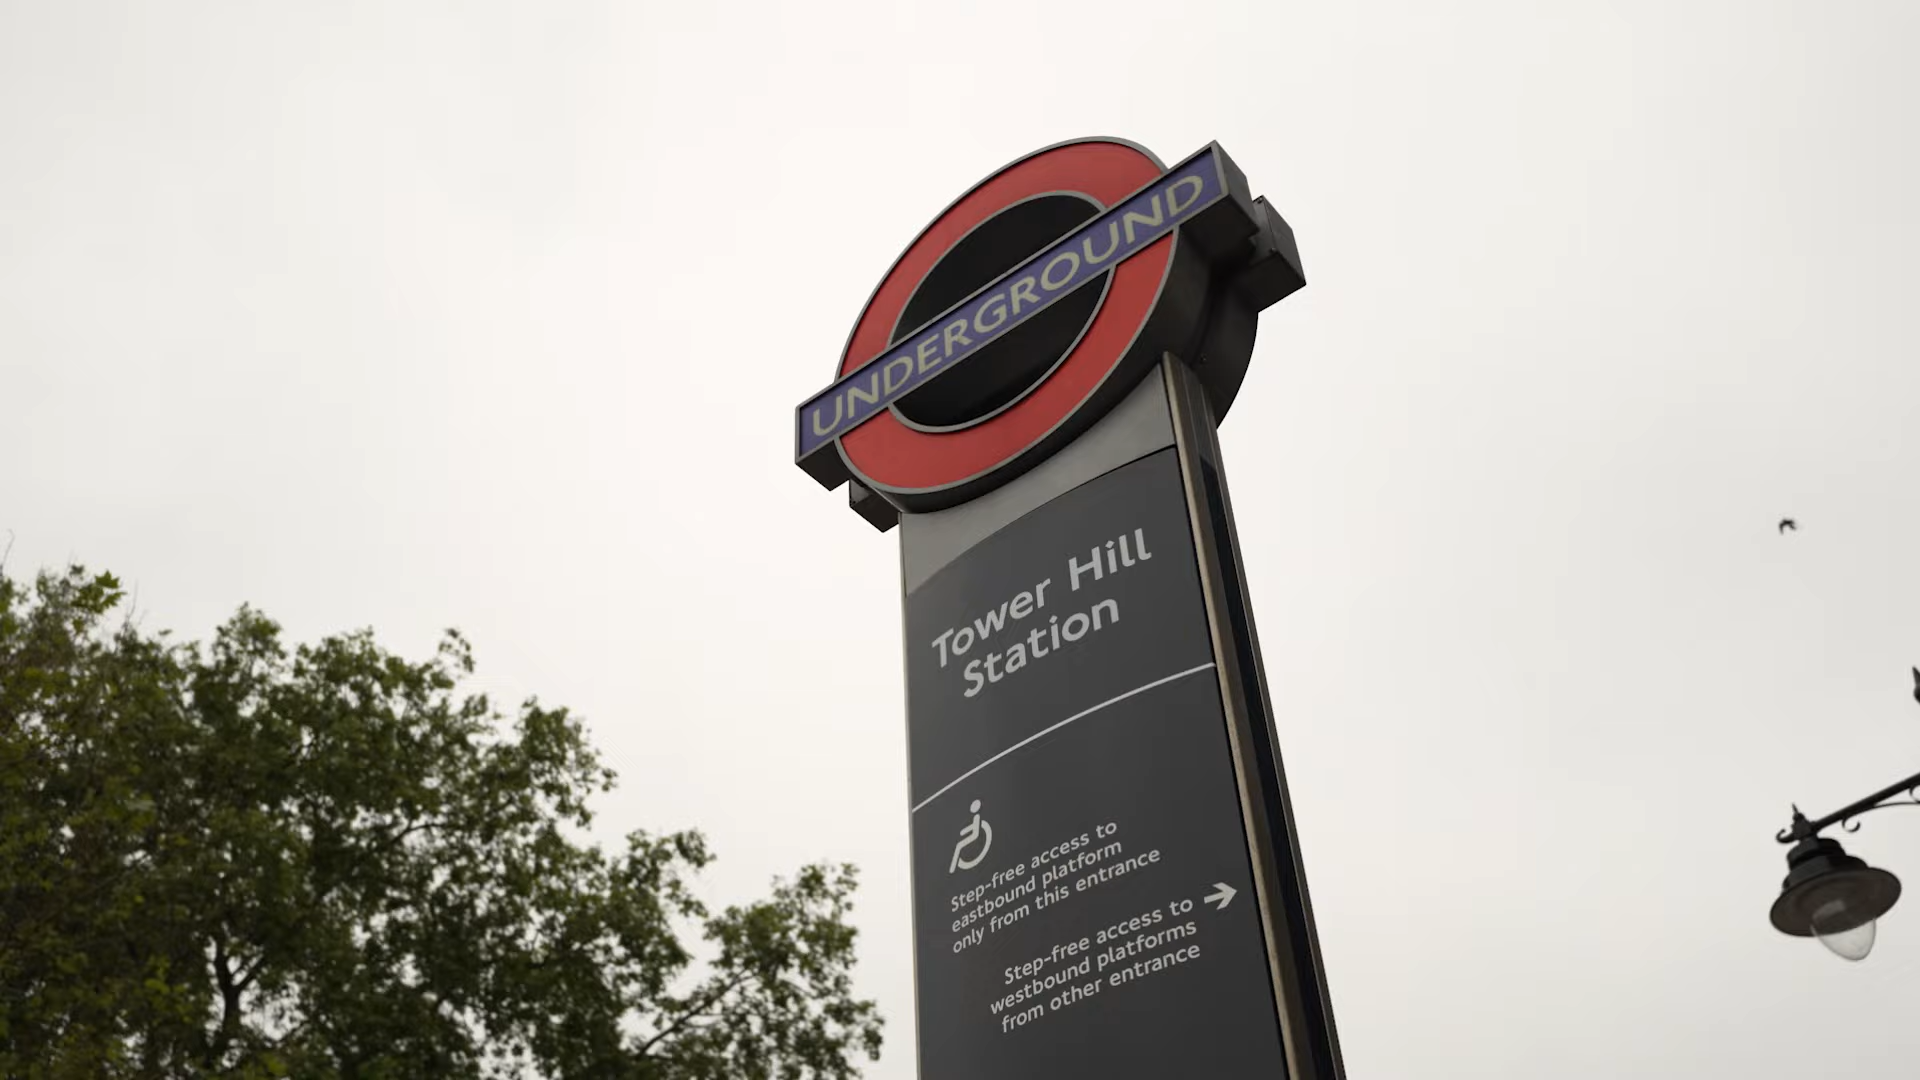 UNDERGROUND
Tower Hill
Station
Step-free access to
eastbound platform
only from this entrance
Step-free access to
westbound platforms
from other entrance